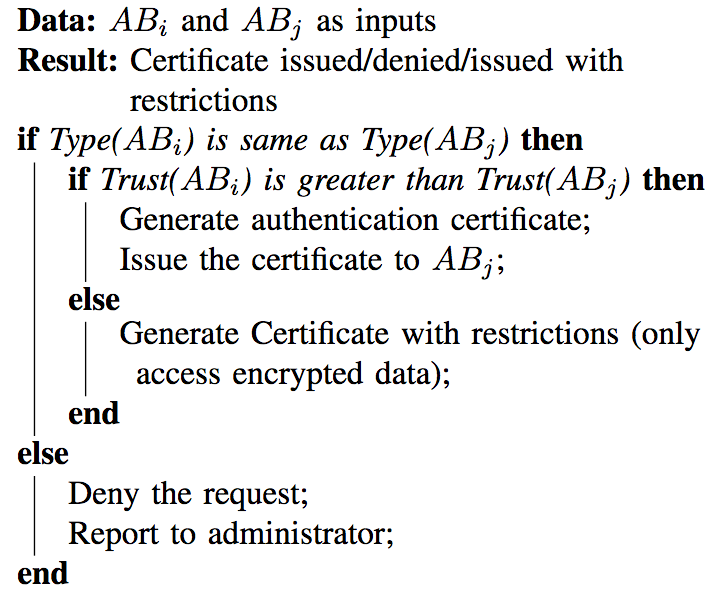 Data: AB_i and AB_j as inputs
Result: Certificate issued/denied/issued with
restrictions
if Type(AB_i) is same as Type(AB_j) then
if Trust(AB_i) is greater than Trust(AB_j) then
Generate authentication certificate;
Issue the certificate to AB_j;
else
Generate Certificate with restrictions (only
access encrypted data);
end
else
Deny the request;
Report to administrator;
end